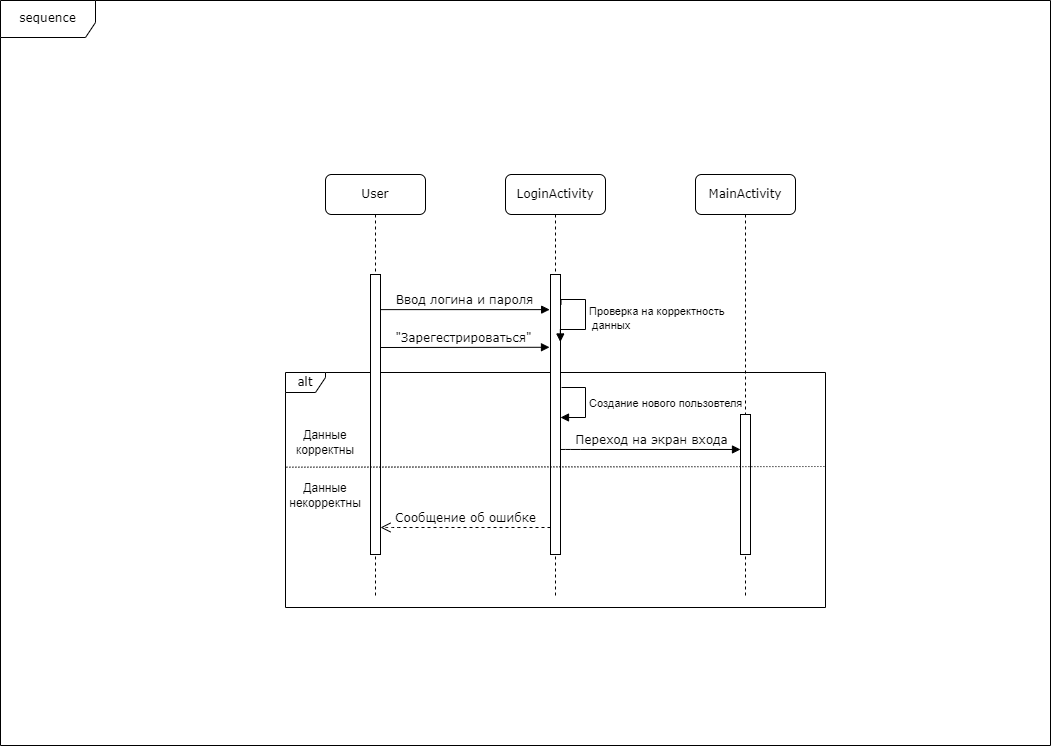 sequence
User
LoginActivity
MainActivity
Ввод логина и пароля
Проверка на корректность
данных
"Зарегестрироваться"
alt
Создание нового пользовтеля
Данные
корректны
Переход на экран входа
Данные
некорректны
Сообщение об ошибке